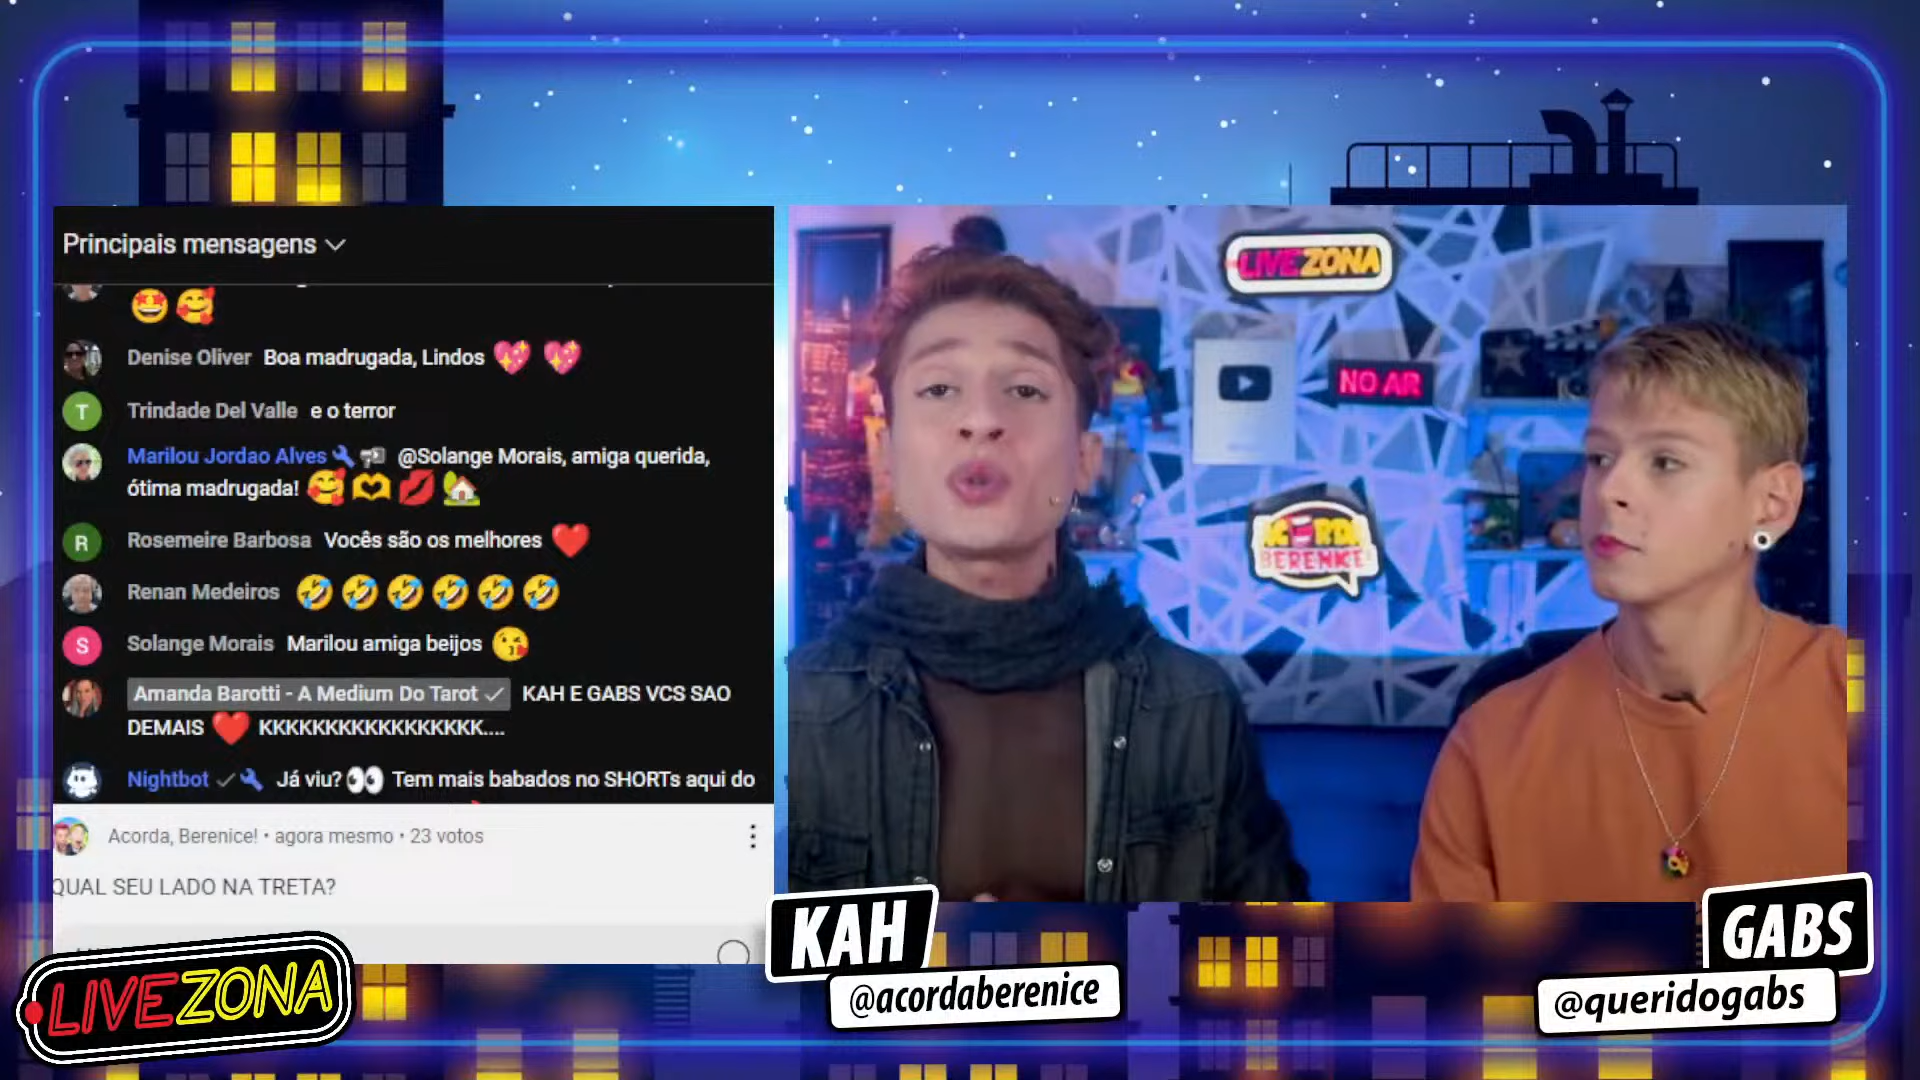 Principais mensagens
Denise Oliver Boa madrugada, Lindos
T Trindade Del Valle e o terror
Marilou Jordao Alves @Solange Morais, amiga querida,
ótima madrugada!
R Rosemeire Barbosa Vocês são os melhores
Renan Medeiros
S Solange Morais Marilou amiga beijos
Amanda Barotti - A Medium Do Tarot KAH E GABS VCS SAO
DEMAIS KKKKKKKKKKKKKKKKK....
Nightbot Já viu? Tem mais babados no SHORTs aqui do
Acorda, Berenice! • agora mesmo • 23 votos
QUAL SEU LADO NA TRETA?
LIVEZONA
LIVEZONA
NO AR
ACORDA
BERENICE!
KAH
@acordaberenice
GABS
@queridogabs